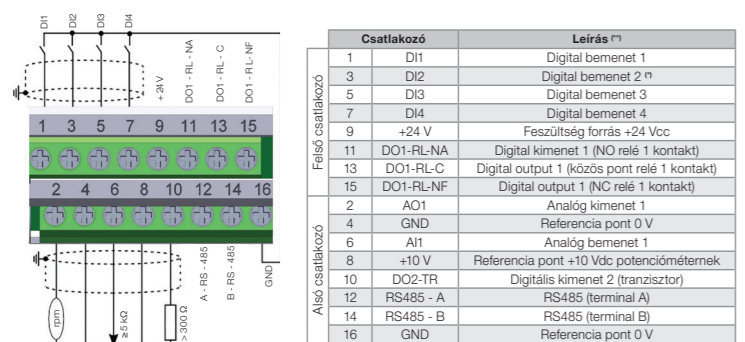 DI1
DI2
DI3
DI4
+ 24 V
DO1 - RL - NA
DO1 - RL - C
DO1 - R L- NF
1 3 5 7 9 11 13 15
2 4 6 8 10 12 14 16
rpm
≥5 kΩ
> 300 Ω
A - RS - 485
B - RS - 485
GND
Csatlakozó Leírás (**)
Felső csatlakozó
1 DI1 Digital bemenet 1
3 DI2 Digital bemenet 2 (*)
5 DI3 Digital bemenet 3
7 DI4 Digital bemenet 4
9 +24 V Feszültség forrás +24 Vcc
11 DO1-RL-NA Digital kimenet 1 (NO relé 1 kontakt)
13 DO1-RL-C Digital output 1 (közös pont relé 1 kontakt)
15 DO1-RL-NF Digital output 1 (NC relé 1 kontakt)
Alsó csatlakozó
2 AO1 Analóg kimenet 1
4 GND Referencia pont 0 V
6 AI1 Analóg bemenet 1
8 +10 V Referencia pont +10 Vdc potenciométernek
10 DO2-TR Digitális kimenet 2 (tranzisztor)
12 RS485 - A RS485 (terminal A)
14 RS485 - B RS485 (terminal B)
16 GND Referencia pont 0 V